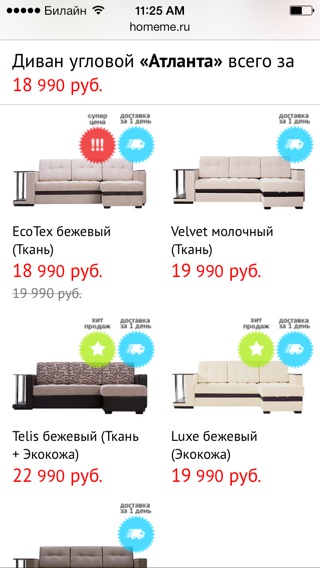 Билайн 11:25 AM
homeme.ru
Диван угловой «Атланта» всего за
18 990 руб.
супер цена
!!!
доставка за 1 день
доставка за 1 день
EcoTex бежевый (Ткань)
18 990 руб.
19 990 руб.
Velvet молочный (Ткань)
19 990 руб.
хит продаж
доставка за 1 день
хит продаж
доставка за 1 день
Telis бежевый (Ткань + Экокожа)
22 990 руб.
Luxe бежевый (Экокожа)
19 990 руб.
доставка за 1 день